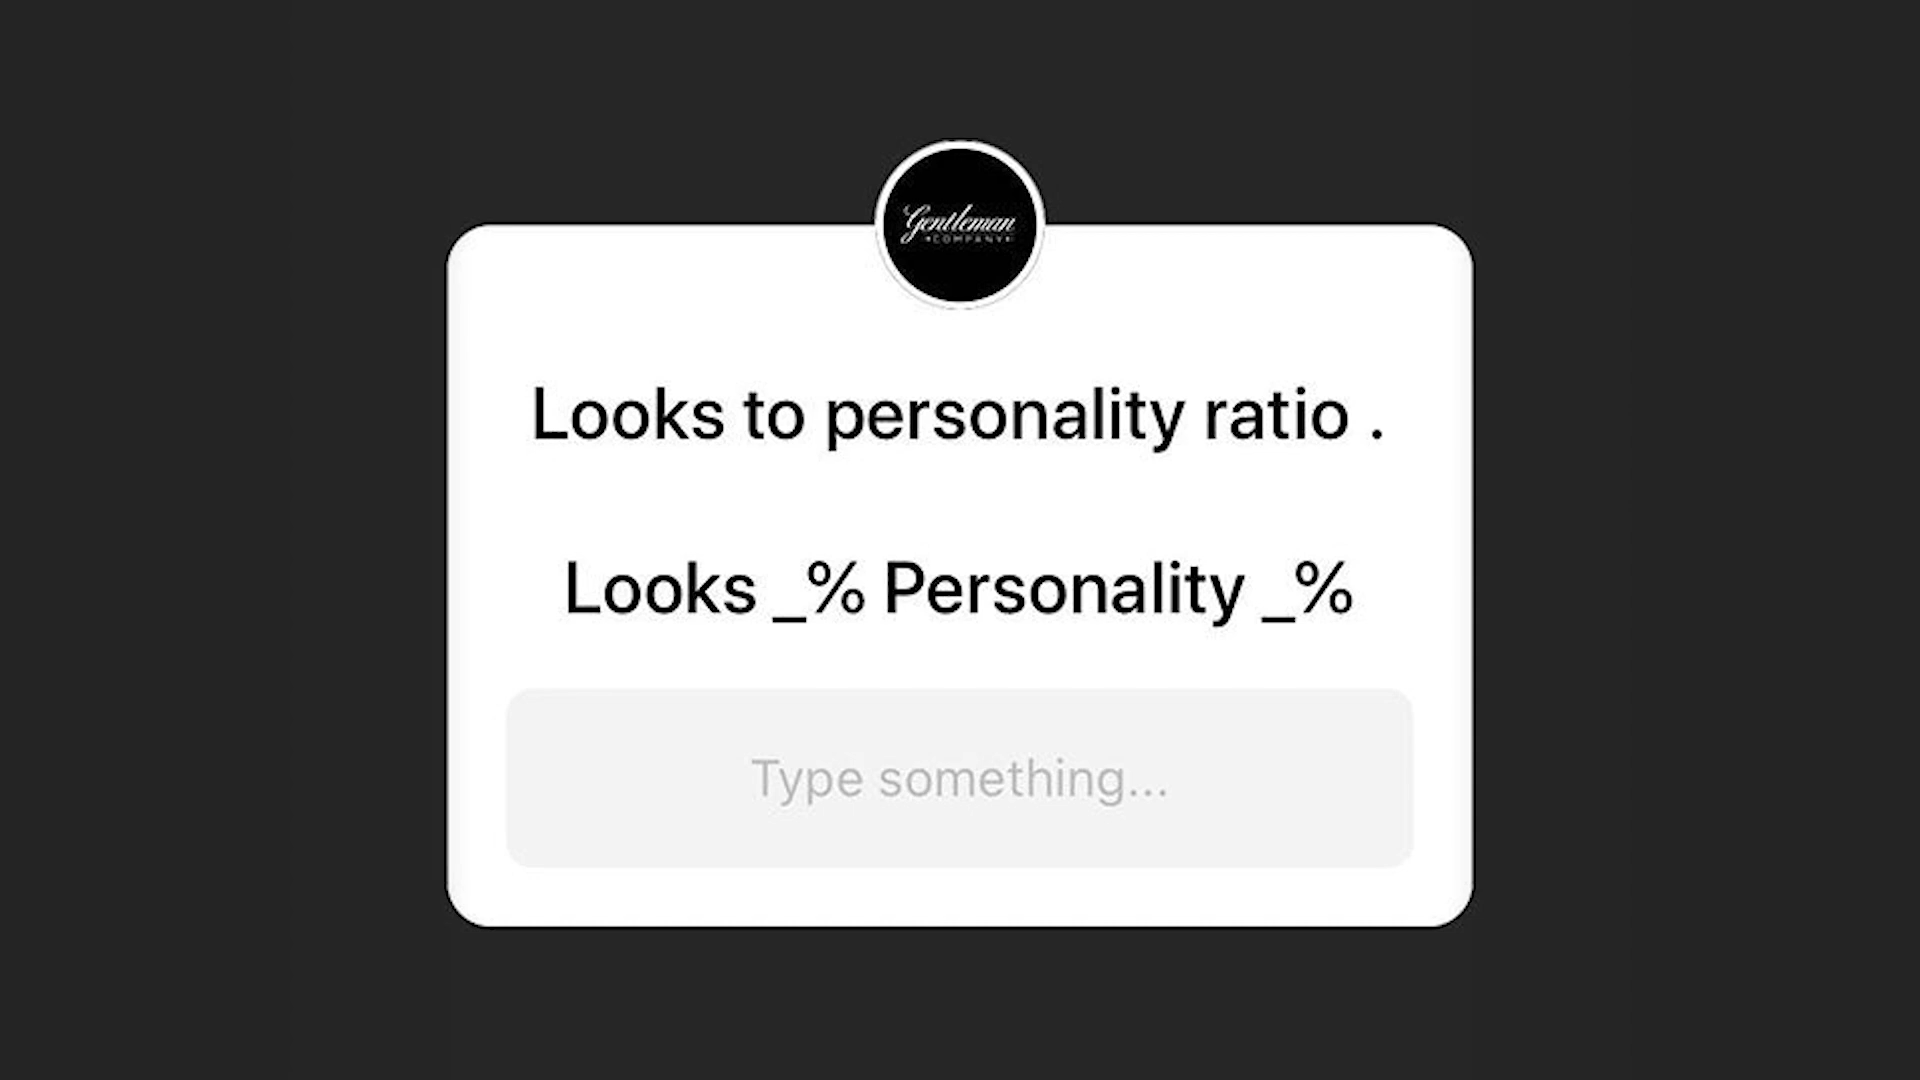 Gentleman
COMPANY
Looks to personality ratio .
Looks _% Personality _%
Type something...